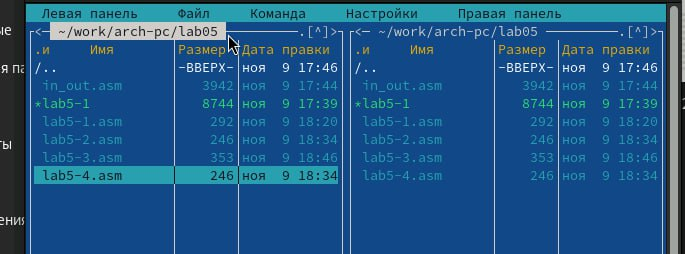 Левая панель Файл Команда Настройки Правая панель
<─ ~/work/arch-pc/lab05 .[^]> <─ ~/work/arch-pc/lab05 .[^]>
.и Имя Размер Дата правки .и Имя Размер Дата правки
/.. -ВВЕРХ- ноя 9 17:46 /.. -ВВЕРХ- ноя 9 17:46
in_out.asm 3942 ноя 9 17:44 in_out.asm 3942 ноя 9 17:44
*lab5-1 8744 ноя 9 17:39 *lab5-1 8744 ноя 9 17:39
lab5-1.asm 292 ноя 9 18:20 lab5-1.asm 292 ноя 9 18:20
lab5-2.asm 246 ноя 9 18:34 lab5-2.asm 246 ноя 9 18:34
lab5-3.asm 353 ноя 9 18:46 lab5-3.asm 353 ноя 9 18:46
lab5-4.asm 246 ноя 9 18:34 lab5-4.asm 246 ноя 9 18:34